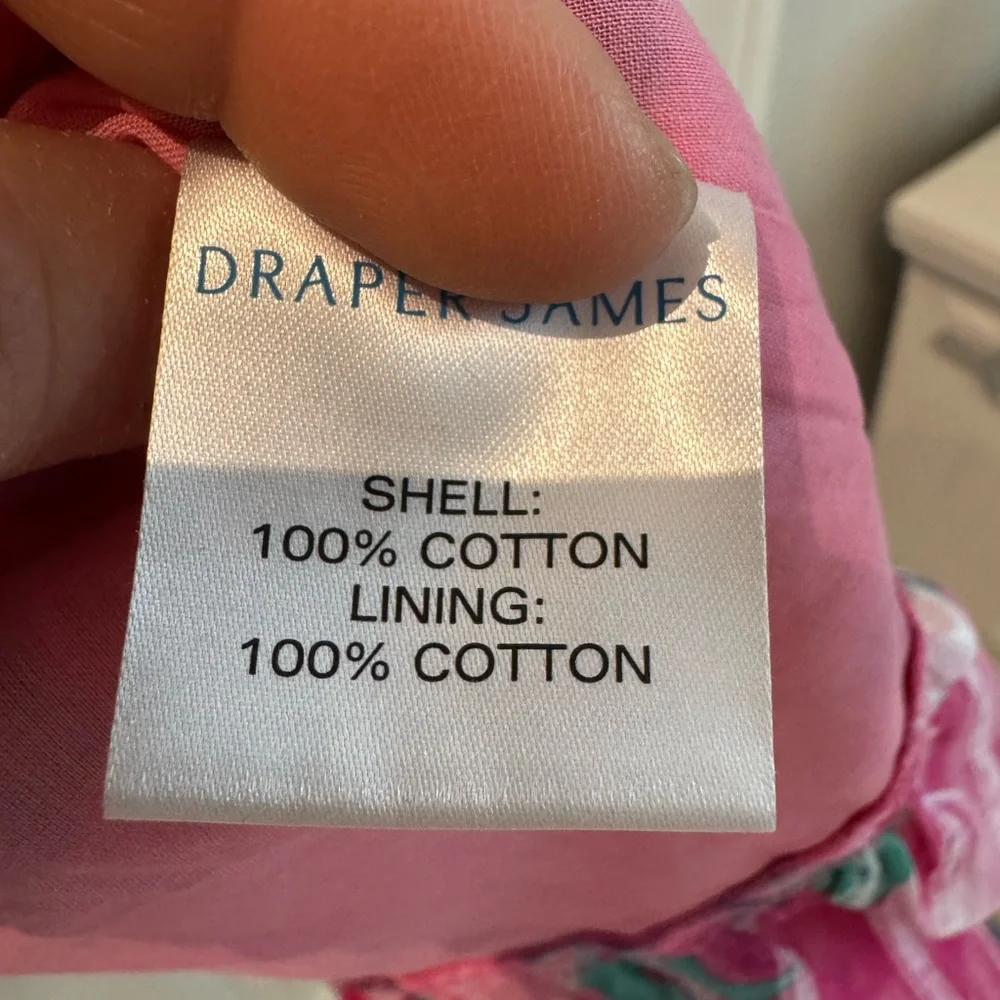 DRAPER JAMES
SHELL:
100% COTTON
LINING:
100% COTTON